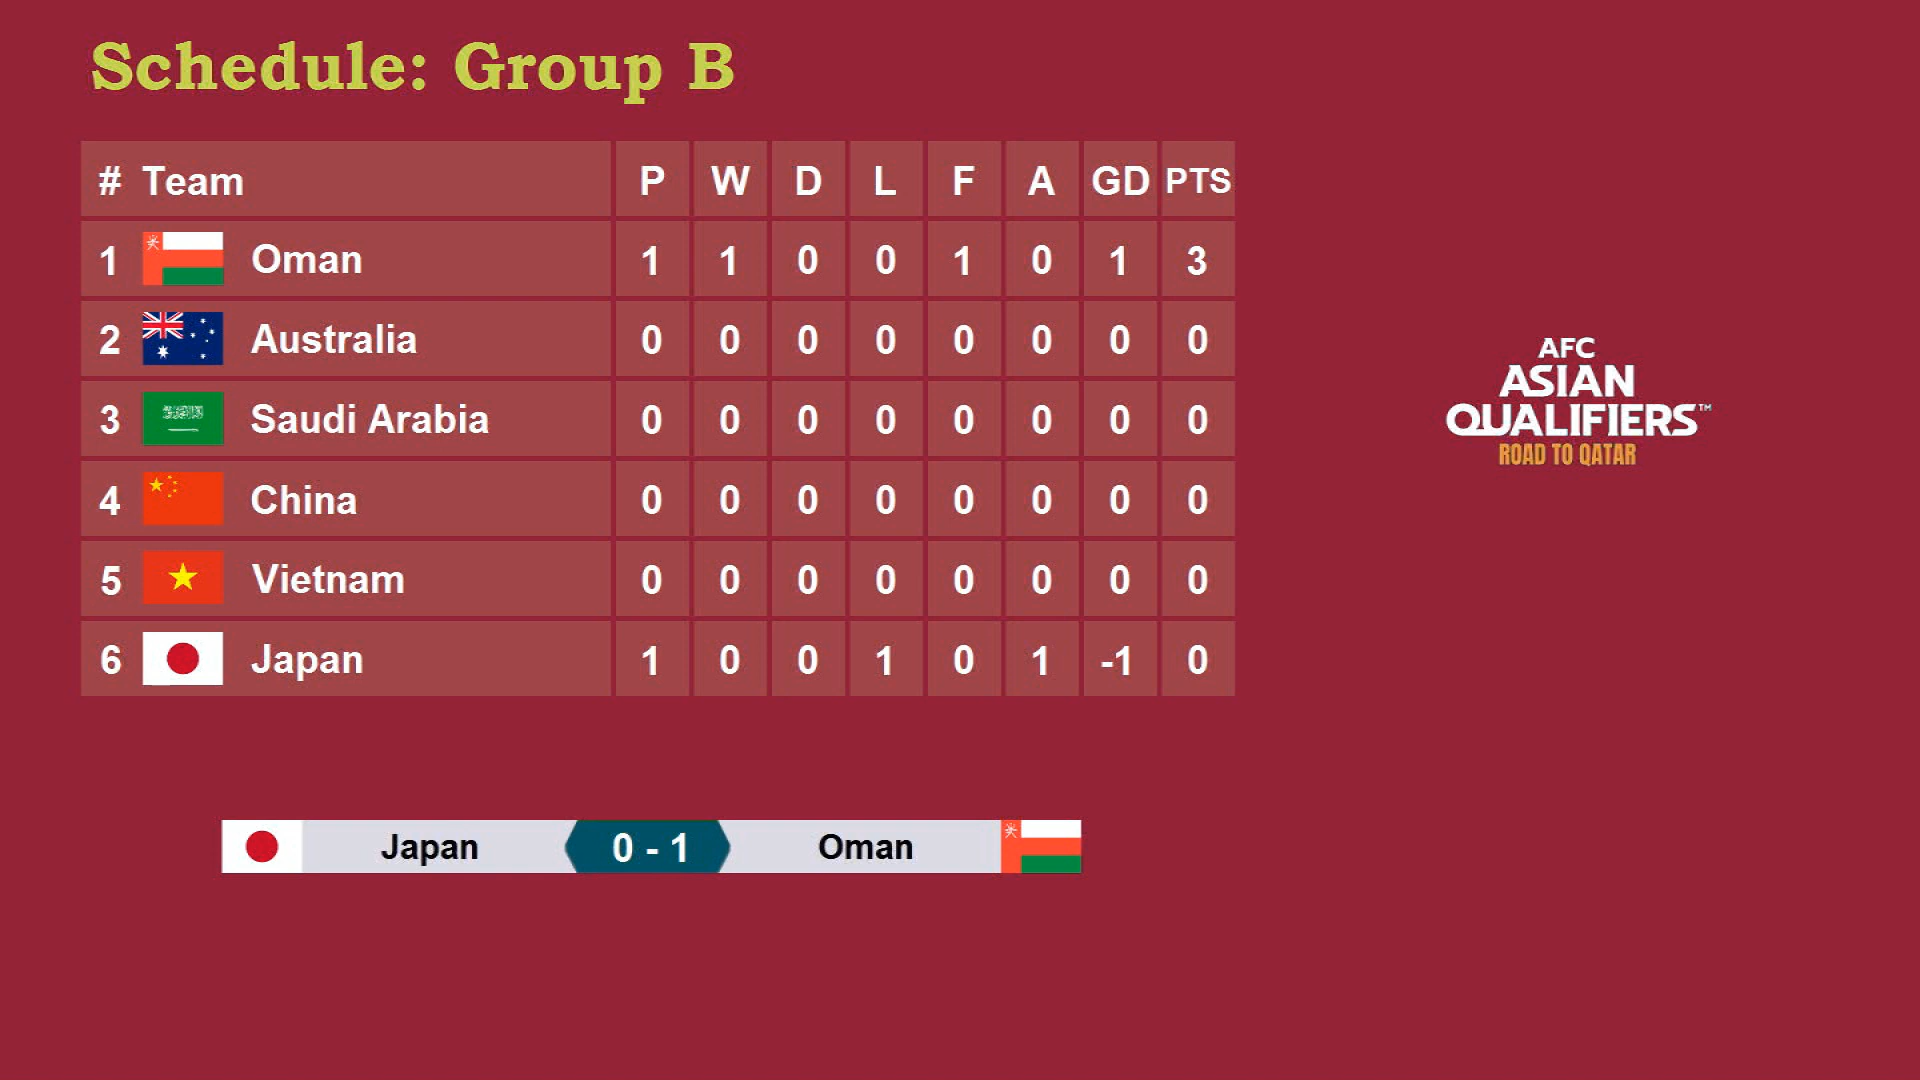 Schedule: Group B
# Team P W D L F A GD PTS
1 Oman 1 1 0 0 1 0 1 3
2 Australia 0 0 0 0 0 0 0 0
3 Saudi Arabia 0 0 0 0 0 0 0 0
4 China 0 0 0 0 0 0 0 0
5 Vietnam 0 0 0 0 0 0 0 0
6 Japan 1 0 0 1 0 1 -1 0
AFC
ASIAN
QUALIFIERS™
ROAD TO QATAR
Japan 0 - 1 Oman